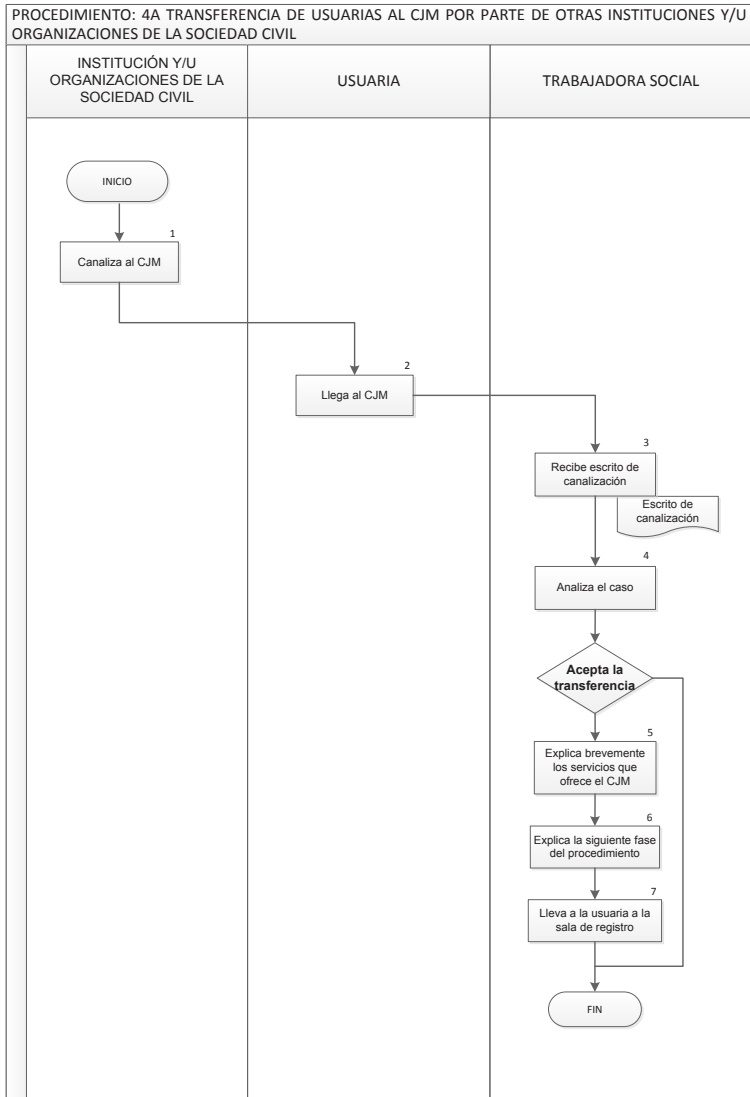 PROCEDIMIENTO: 4A TRANSFERENCIA DE USUARIAS AL CJM POR PARTE DE OTRAS INSTITUCIONES Y/U
ORGANIZACIONES DE LA SOCIEDAD CIVIL
INSTITUCIÓN Y/U
ORGANIZACIONES DE LA
SOCIEDAD CIVIL
USUARIA
TRABAJADORA SOCIAL
INICIO
1
Canaliza al CJM
2
Llega al CJM
3
Recibe escrito de
canalización
Escrito de
canalización
4
Analiza el caso
Acepta la
transferencia
5
Explica brevemente
los servicios que
ofrece el CJM
6
Explica la siguiente fase
del procedimiento
7
Lleva a la usuaria a la
sala de registro
FIN